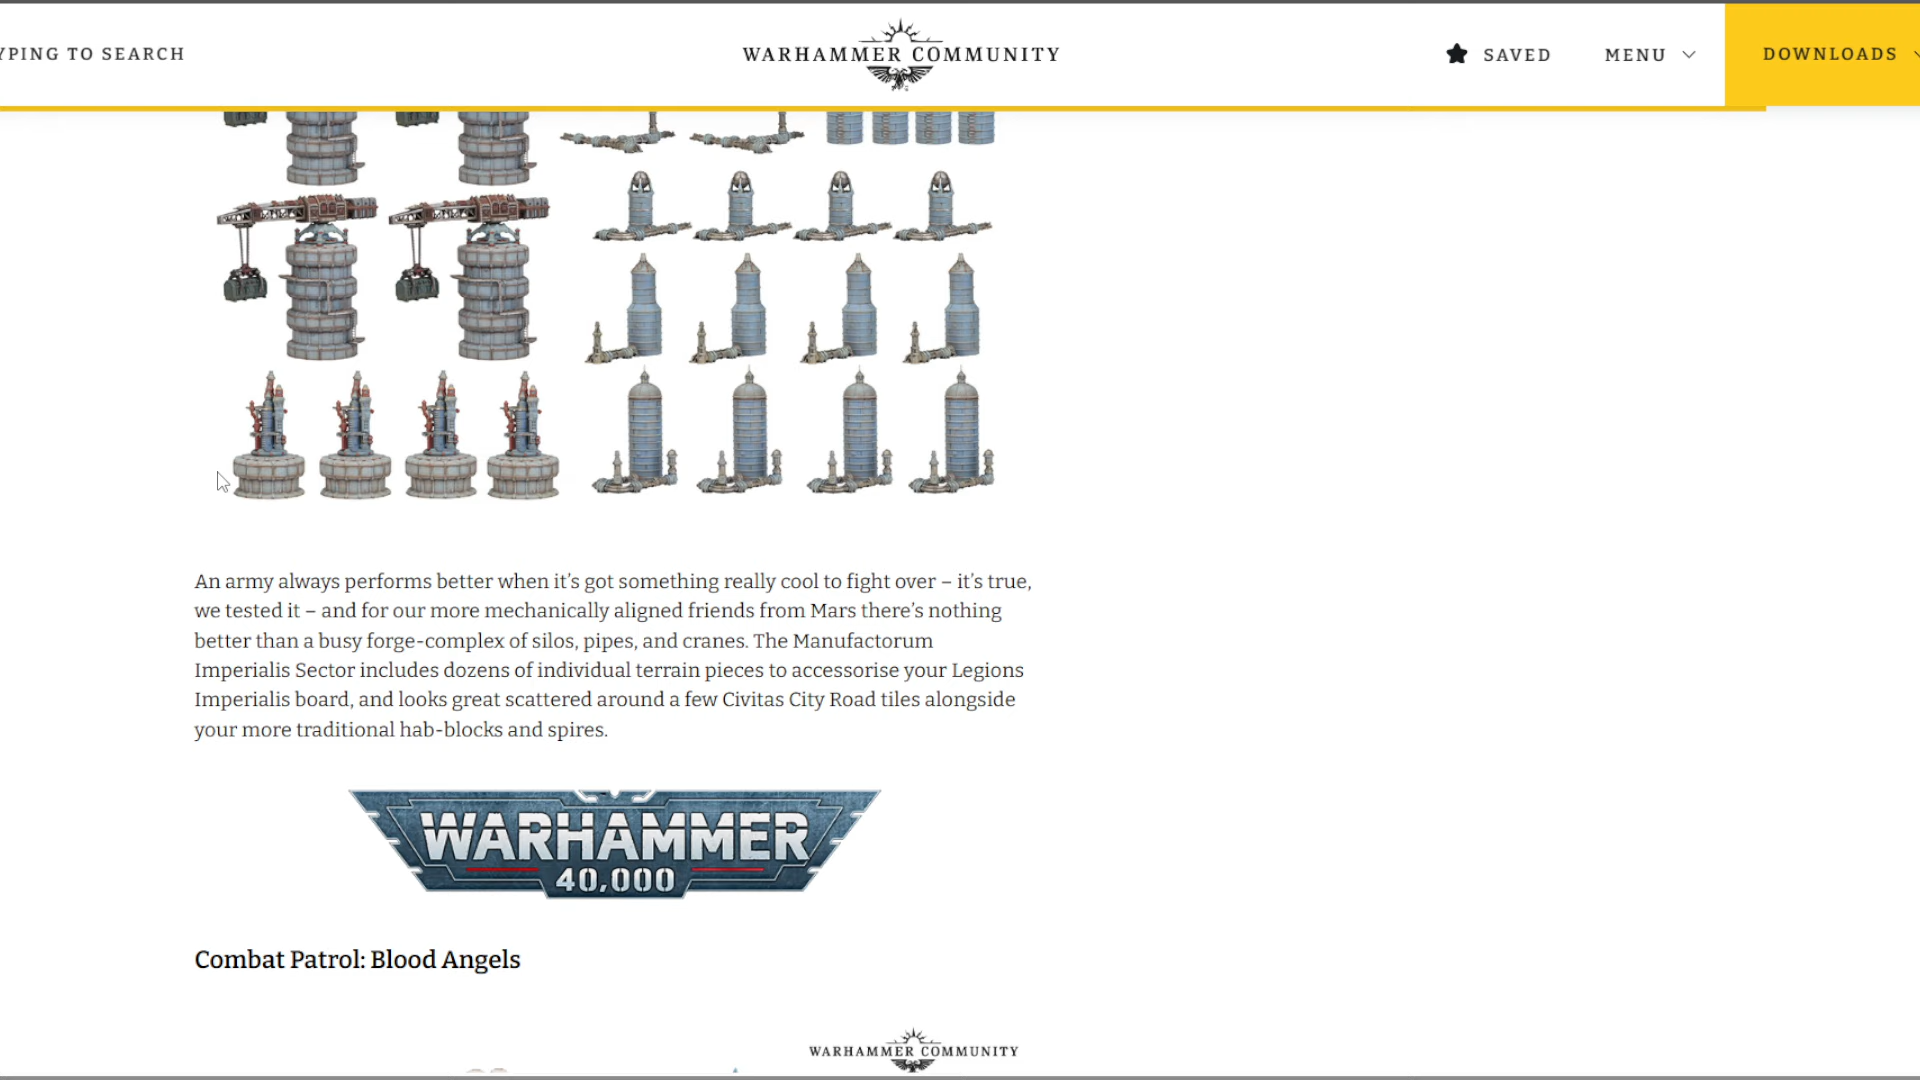 YPING TO SEARCH
WARHAMMER COMMUNITY
SAVED
MENU
DOWNLOADS
An army always performs better when it’s got something really cool to fight over – it’s true,
we tested it – and for our more mechanically aligned friends from Mars there’s nothing
better than a busy forge-complex of silos, pipes, and cranes. The Manufactorum
Imperialis Sector includes dozens of individual terrain pieces to accessorise your Legions
Imperialis board, and looks great scattered around a few Civitas City Road tiles alongside
your more traditional hab-blocks and spires.
WARHAMMER
40,000
Combat Patrol: Blood Angels
WARHAMMER COMMUNITY